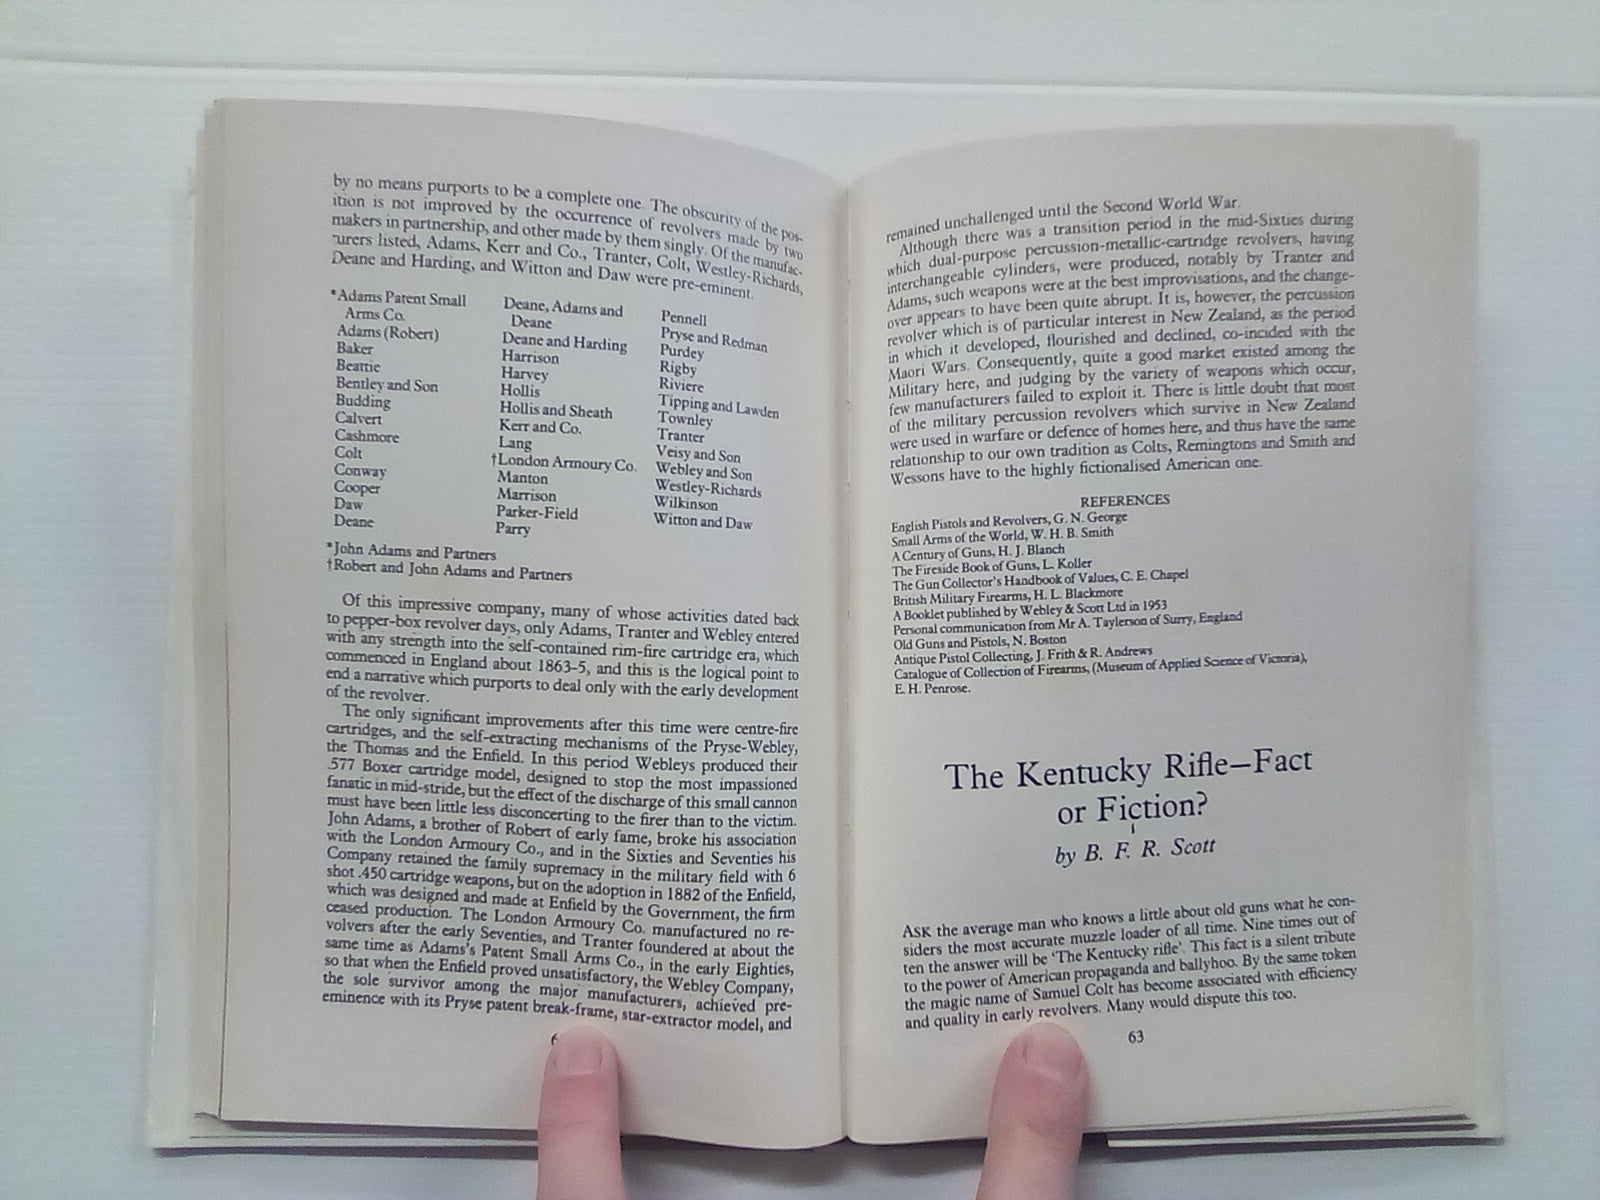 by no means purports to be a complete one. The obscurity of the pos-
ition is not improved by the occurrence of revolvers made by two
makers in partnership, and other made by them singly. Of the manufac-
turers listed, Adams, Kerr and Co., Tranter, Colt, Westley-Richards,
Deane and Harding, and Witton and Daw were pre-eminent.
*Adams Patent Small
Arms Co.
Adams (Robert)
Baker
Beattie
Bentley and Son
Budding
Calvert
Cashmore
Colt
Conway
Cooper
Daw
Deane
Deane, Adams and
Deane
Deane and Harding
Harrison
Harvey
Hollis
Hollis and Sheath
Kerr and Co.
Lang
†London Armoury Co.
Manton
Marrison
Parker-Field
Parry
Pennell
Pryse and Redman
Purdey
Rigby
Riviere
Tipping and Lawden
Townley
Tranter
Veisy and Son
Webley and Son
Westley-Richards
Wilkinson
Witton and Daw
*John Adams and Partners
†Robert and John Adams and Partners
Of this impressive company, many of whose activities dated back
to pepper-box revolver days, only Adams, Tranter and Webley entered
with any strength into the self-contained rim-fire cartridge era, which
commenced in England about 1863-5, and this is the logical point to
end a narrative which purports to deal only with the early development
of the revolver.
The only significant improvements after this time were centre-fire
cartridges, and the self-extracting mechanisms of the Pryse-Webley,
the Thomas and the Enfield. In this period Webleys produced their
.577 Boxer cartridge model, designed to stop the most impassioned
fanatic in mid-stride, but the effect of the discharge of this small cannon
must have been little less disconcerting to the firer than to the victim.
John Adams, a brother of Robert of early fame, broke his association
with the London Armoury Co., and in the Sixties and Seventies his
Company retained the family supremacy in the military field with 6
shot .450 cartridge weapons, but on the adoption in 1882 of the Enfield,
which was designed and made at Enfield by the Government, the firm
ceased production. The London Armoury Co. manufactured no re-
volvers after the early Seventies, and Tranter foundered at about the
same time as Adams's Patent Small Arms Co., in the early Eighties,
so that when the Enfield proved unsatisfactory, the Webley Company,
the sole survivor among the major manufacturers, achieved pre-
eminence with its Pryse patent break-frame, star-extractor model, and
remained unchallenged until the Second World War.
Although there was a transition period in the mid-Sixties during
which dual-purpose percussion-metallic-cartridge revolvers, having
interchangeable cylinders, were produced, notably by Tranter and
Adams, such weapons were at the best improvisations, and the change-
over appears to have been quite abrupt. It is, however, the percussion
revolver which is of particular interest in New Zealand, as the period
in which it developed, flourished and declined, co-incided with the
Maori Wars. Consequently, quite a good market existed among the
Military here, and judging by the variety of weapons which occur,
few manufacturers failed to exploit it. There is little doubt that most
of the military percussion revolvers which survive in New Zealand
were used in warfare or defence of homes here, and thus have the same
relationship to our own tradition as Colts, Remingtons and Smith and
Wessons have to the highly fictionalised American one.
REFERENCES
English Pistols and Revolvers, G. N. George
Small Arms of the World, W. H. B. Smith
A Century of Guns, H. J. Blanch
The Fireside Book of Guns, L. Koller
The Gun Collector's Handbook of Values, C. E. Chapel
British Military Firearms, H. L. Blackmore
A Booklet published by Webley & Scott Ltd in 1953
Personal communication from Mr A. Taylerson of Surry, England
Old Guns and Pistols, N. Boston
Antique Pistol Collecting, J. Frith & R. Andrews
Catalogue of Collection of Firearms, (Museum of Applied Science of Victoria),
E. H. Penrose.
The Kentucky Rifle—Fact
or Fiction?
by B. F. R. Scott
ASK the average man who knows a little about old guns what he con-
siders the most accurate muzzle loader of all time. Nine times out of
ten the answer will be 'The Kentucky rifle'. This fact is a silent tribute
to the power of American propaganda and ballyhoo. By the same token
the magic name of Samuel Colt has become associated with efficiency
and quality in early revolvers. Many would dispute this too.
63